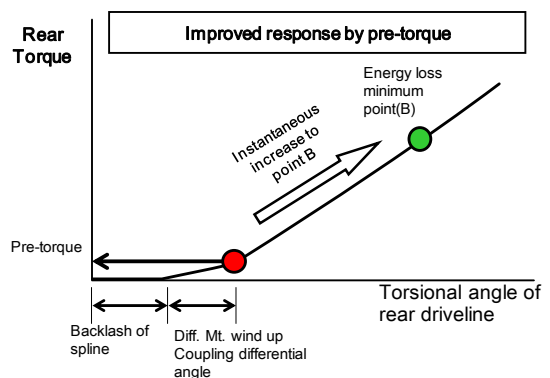 Rear
Torque
Improved response by pre-torque
Energy loss
minimum
point(B)
Instantaneous
increase to
point B
Pre-torque
Torsional angle of
rear driveline
Backlash of
spline
Diff. Mt. wind up
Coupling differential
angle